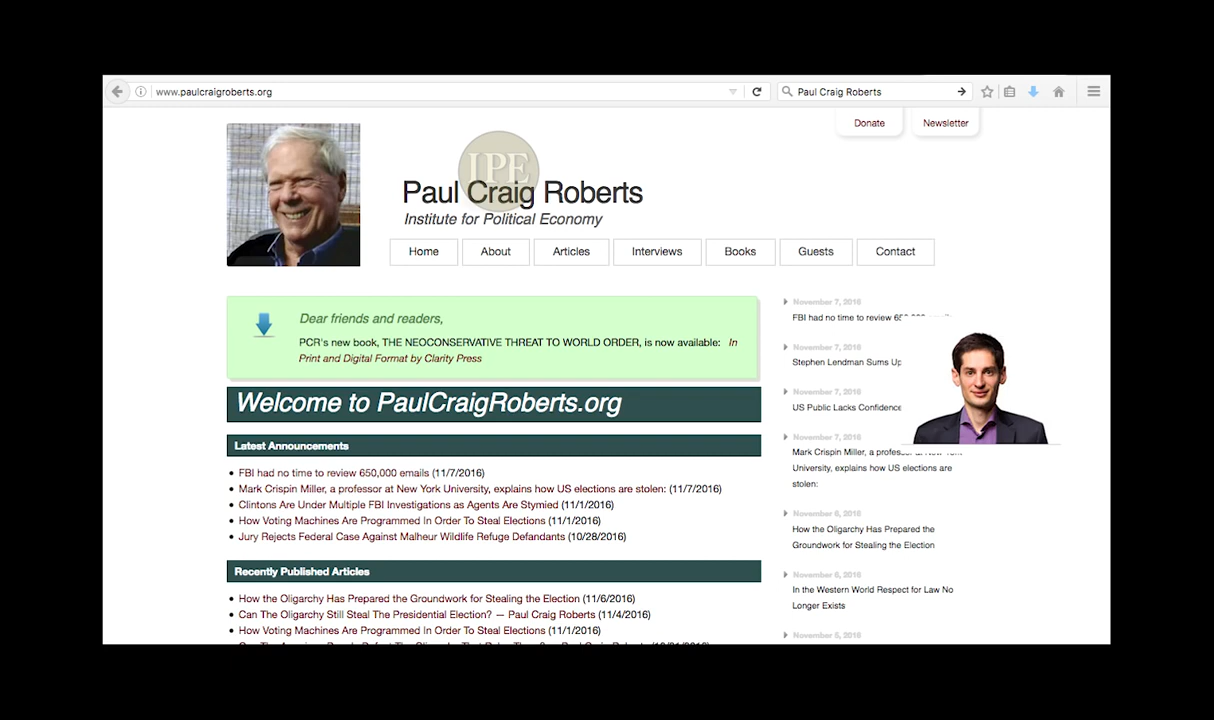 www.paulcraigroberts.org
Paul Craig Roberts
Donate
Newsletter
IPE
Paul Craig Roberts
Institute for Political Economy
Home
About
Articles
Interviews
Books
Guests
Contact
Dear friends and readers,
PCR's new book, THE NEOCONSERVATIVE THREAT TO WORLD ORDER, is now available: In
Print and Digital Format by Clarity Press
Welcome to PaulCraigRoberts.org
Latest Announcements
FBI had no time to review 650,000 emails (11/7/2016)
Mark Crispin Miller, a professor at New York University, explains how US elections are stolen: (11/7/2016)
Clintons Are Under Multiple FBI Investigations as Agents Are Stymied (11/1/2016)
How Voting Machines Are Programmed In Order To Steal Elections (11/1/2016)
Jury Rejects Federal Case Against Malheur Wildlife Refuge Defandants (10/28/2016)
Recently Published Articles
How the Oligarchy Has Prepared the Groundwork for Stealing the Election (11/6/2016)
Can The Oligarchy Still Steal The Presidential Election? — Paul Craig Roberts (11/4/2016)
How Voting Machines Are Programmed In Order To Steal Elections (11/1/2016)
November 7, 2016
FBI had no time to review
November 7, 2016
Stephen Lendman Sums Up
November 7, 2016
US Public Lacks Confidence
November 7, 2016
Mark Crispin Miller, a professor at New York
University, explains how US elections are
stolen:
November 6, 2016
How the Oligarchy Has Prepared the
Groundwork for Stealing the Election
November 6, 2016
In the Western World Respect for Law No
Longer Exists
November 5, 2016